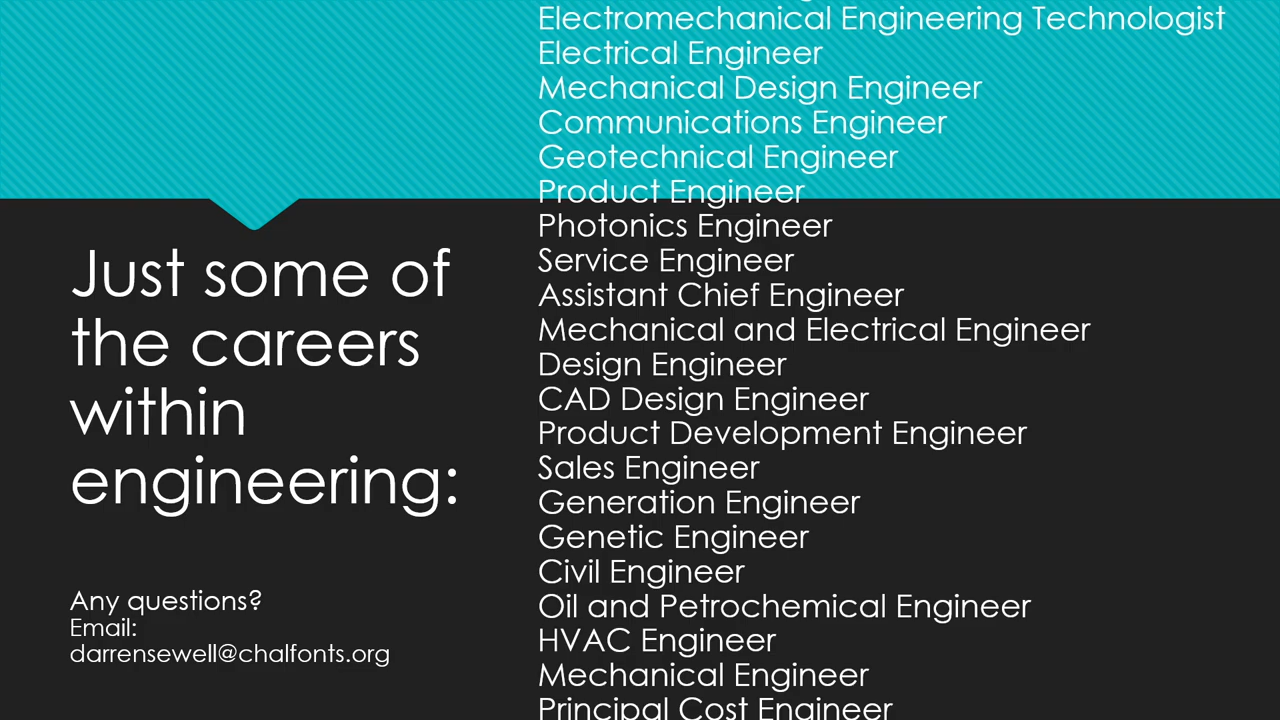 Just some of
the careers
within
engineering:
Any questions?
Email:
darrensewell@chalfonts.org
Electromechanical Engineering Technologist
Electrical Engineer
Mechanical Design Engineer
Communications Engineer
Geotechnical Engineer
Product Engineer
Photonics Engineer
Service Engineer
Assistant Chief Engineer
Mechanical and Electrical Engineer
Design Engineer
CAD Design Engineer
Product Development Engineer
Sales Engineer
Generation Engineer
Genetic Engineer
Civil Engineer
Oil and Petrochemical Engineer
HVAC Engineer
Mechanical Engineer
Principal Cost Engineer